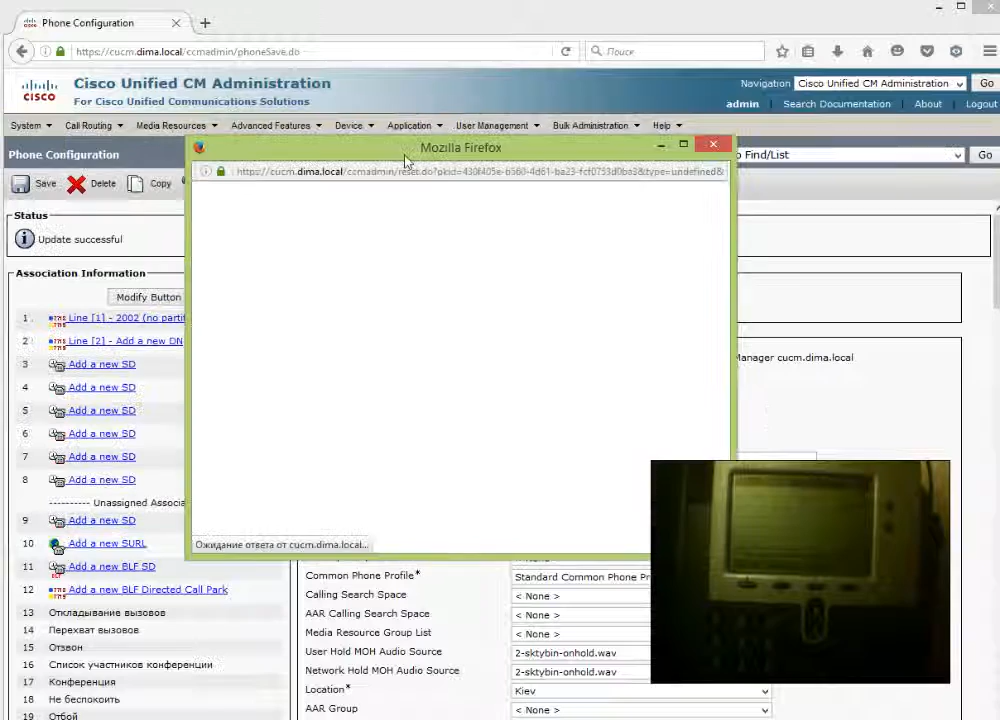 Phone Configuration
https://cucm.dima.local/ccmadmin/phoneSave.do
Поиск
CISCO
Cisco Unified CM Administration
For Cisco Unified Communications Solutions
Navigation Cisco Unified CM Administration Go
admin Search Documentation About Logout
System Call Routing Media Resources Advanced Features Device Application User Management Bulk Administration Help
Phone Configuration
Mozilla Firefox
o Find/List Go
https://cucm.dima.local/ccmadmin/reset.do?pkid=430f405e-b560-4d61-ba23-fcf0753d0ba3&type=undefined&
Save Delete Copy
Status
Update successful
Association Information
Modify Button
1 Line [1] - 2002 (no partit
2 Line [2] - Add a new DN
3 Add a new SD
4 Add a new SD
5 Add a new SD
6 Add a new SD
7 Add a new SD
8 Add a new SD
---------- Unassigned Associa
9 Add a new SD
10 Add a new SURL
11 Add a new BLF SD
12 Add a new BLF Directed Call Park
13 Откладывание вызовов
14 Перехват вызовов
15 Отзвон
16 Список участников конференции
17 Конференция
18 Не беспокоить
19 Отбой
Manager cucm.dima.local
Ожидание ответа от cucm.dima.local...
Common Phone Profile* Standard Common Phone Pr
Calling Search Space < None >
AAR Calling Search Space < None >
Media Resource Group List < None >
User Hold MOH Audio Source 2-sktybin-onhold.wav
Network Hold MOH Audio Source 2-sktybin-onhold.wav
Location* Kiev
AAR Group < None >